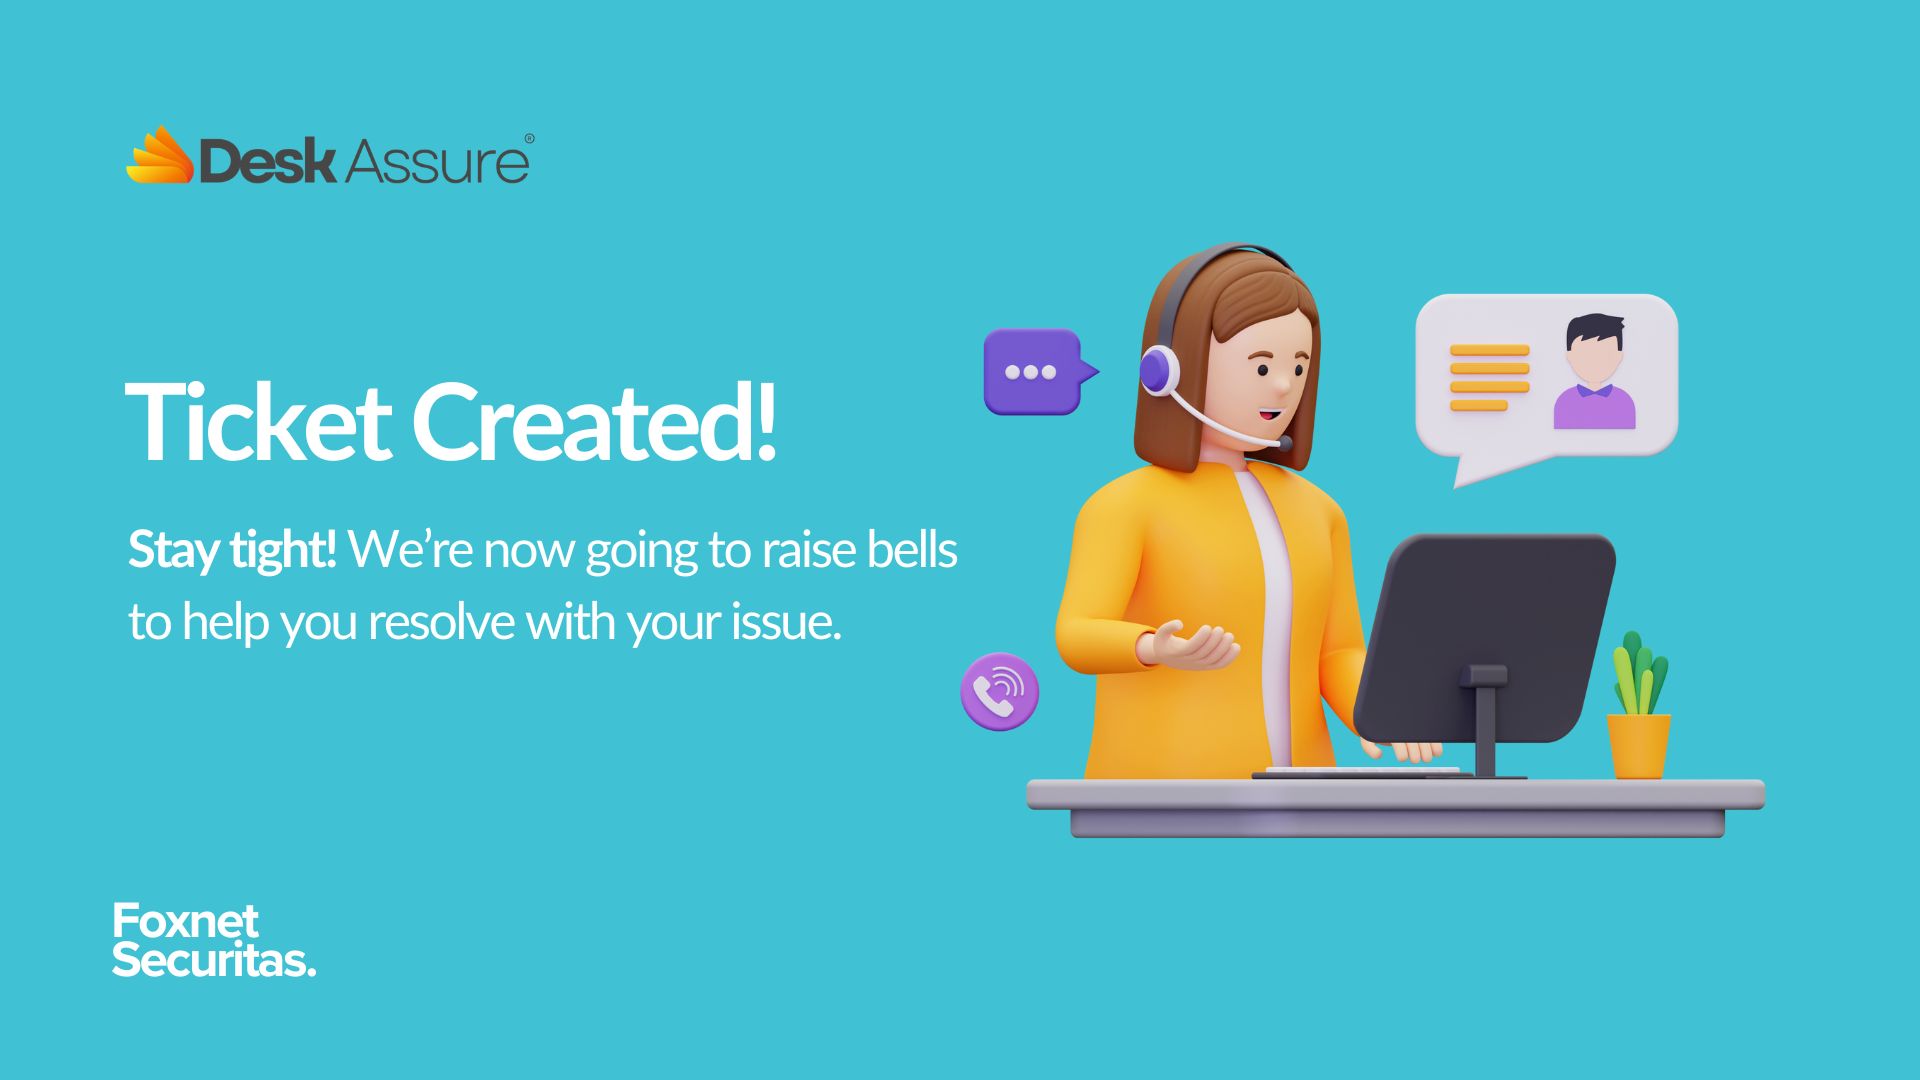 Desk Assure®
Ticket Created!
Stay tight! We’re now going to raise bells
to help you resolve with your issue.
Foxnet
Securitas.